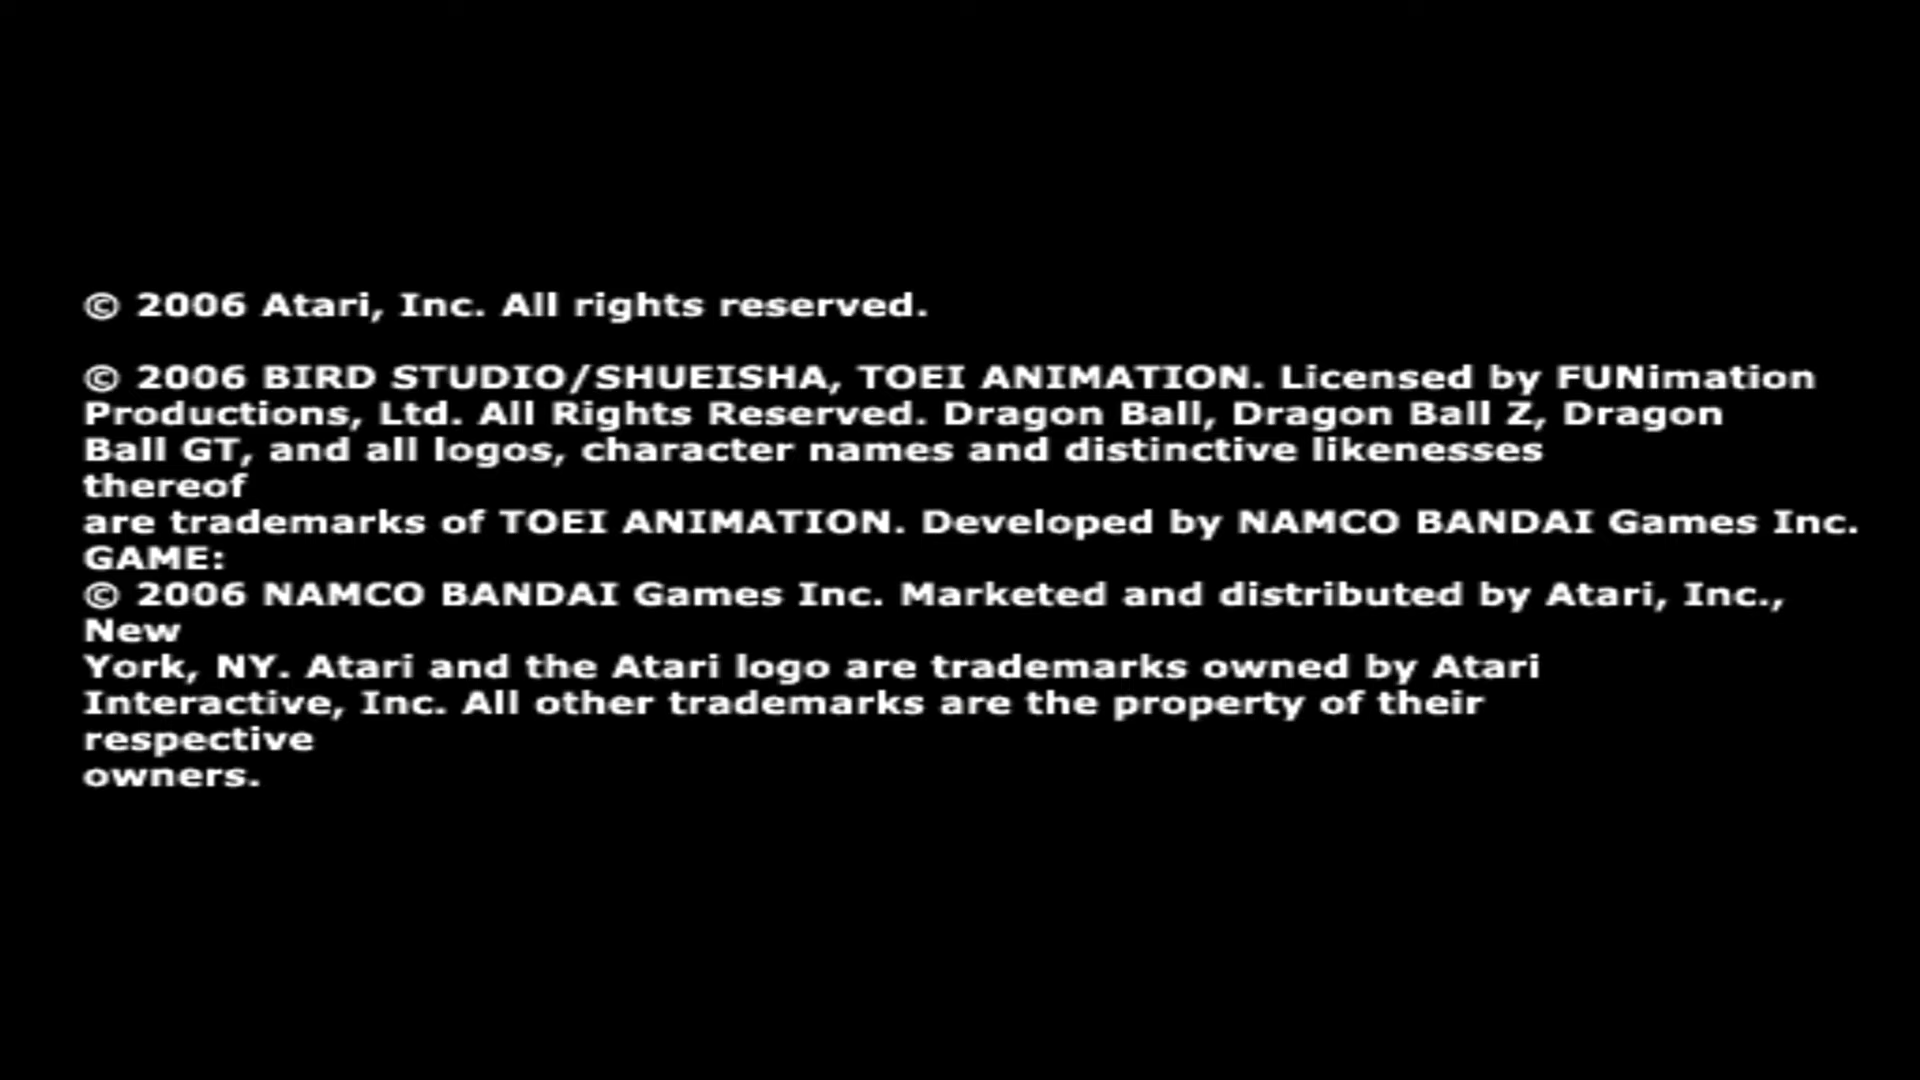 © 2006 Atari, Inc. All rights reserved.
© 2006 BIRD STUDIO/SHUEISHA, TOEI ANIMATION. Licensed by FUNimation
Productions, Ltd. All Rights Reserved. Dragon Ball, Dragon Ball Z, Dragon
Ball GT, and all logos, character names and distinctive likenesses
thereof
are trademarks of TOEI ANIMATION. Developed by NAMCO BANDAI Games Inc.
GAME:
© 2006 NAMCO BANDAI Games Inc. Marketed and distributed by Atari, Inc.,
New
York, NY. Atari and the Atari logo are trademarks owned by Atari
Interactive, Inc. All other trademarks are the property of their
respective
owners.